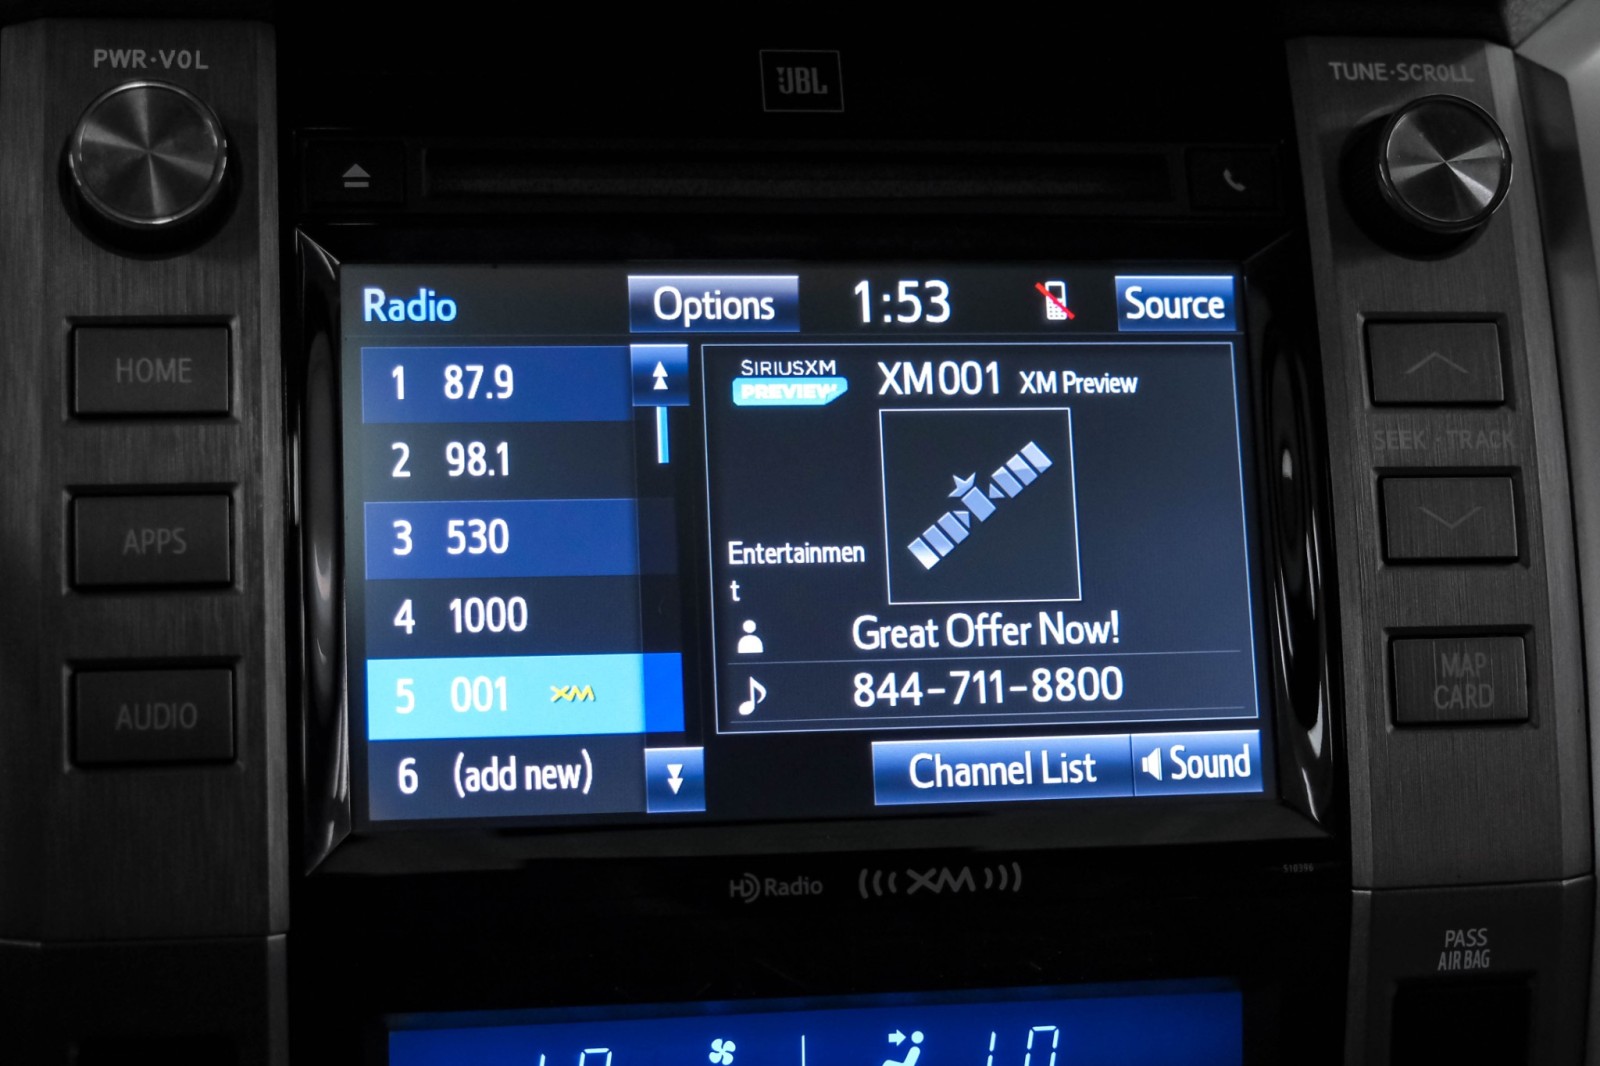 PWR·VOL
JBL
TUNE·SCROLL
Radio
Options
1:53
Source
HOME
APPS
AUDIO
1 87.9
2 98.1
3 530
4 1000
5 001 XM
6 (add new)
SIRIUSXM
PREVIEW
XM001 XM Preview
Entertainmen
t
Great Offer Now!
844-711-8800
Channel List
Sound
SEEK·TRACK
MAP
CARD
HD Radio
XM
510396
PASS
AIR BAG